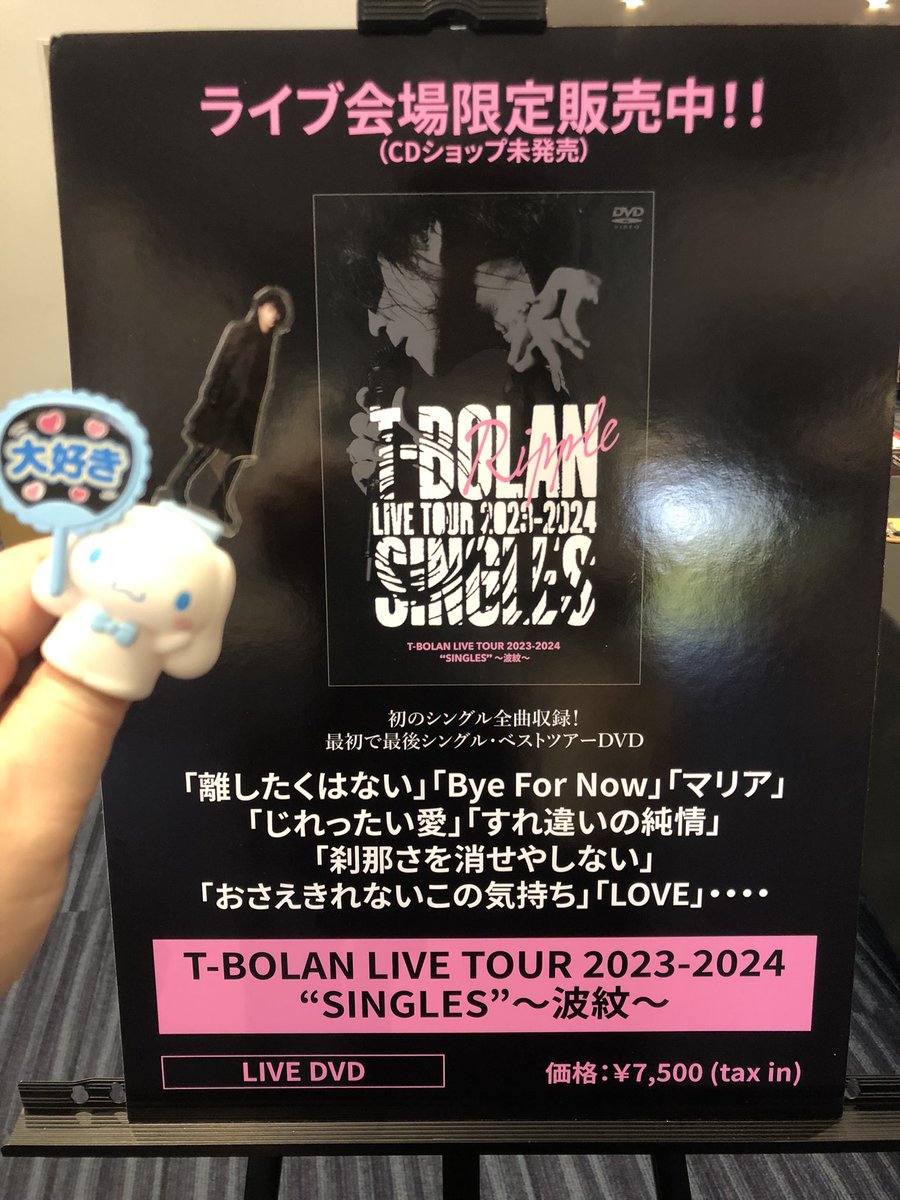 ライブ会場限定販売中!!
(CDショップ未発売)
DVD
VIDEO
T-BOLAN
Ripple
LIVE TOUR 2023-2024
SINGLES
T-BOLAN LIVE TOUR 2023-2024
"SINGLES" ~波紋~
大好き
初のシングル全曲収録!
最初で最後シングル・ベストツアーDVD
「離したくはない」「Bye For Now」「マリア」
「じれったい愛」「すれ違いの純情」
「刹那さを消せやしない」
「おさえきれないこの気持ち」「LOVE」・・・・
T-BOLAN LIVE TOUR 2023-2024
“SINGLES”～波紋～
LIVE DVD
価格:¥7,500 (tax in)